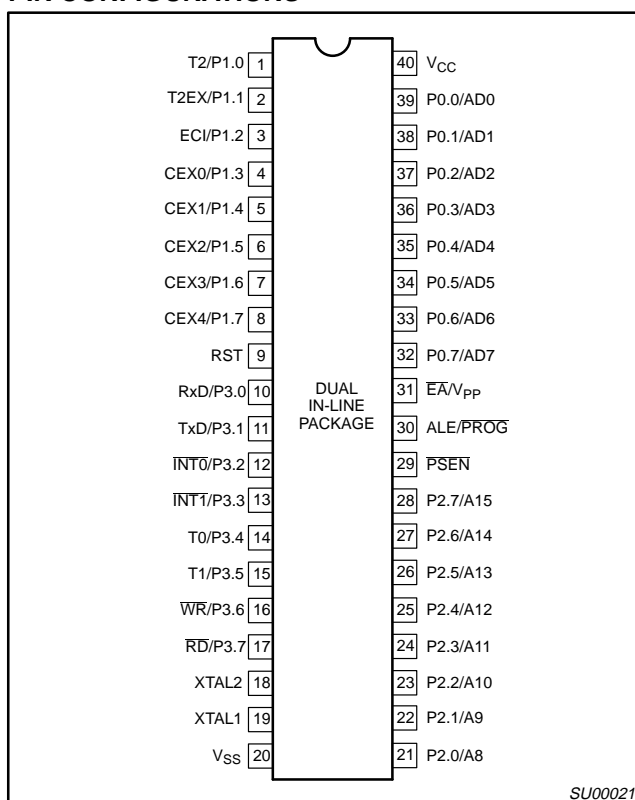 T2/P1.0 1
T2EX/P1.1 2
ECI/P1.2 3
CEX0/P1.3 4
CEX1/P1.4 5
CEX2/P1.5 6
CEX3/P1.6 7
CEX4/P1.7 8
RST 9
RxD/P3.0 10
TxD/P3.1 11
INT0/P3.2 12
INT1/P3.3 13
T0/P3.4 14
T1/P3.5 15
WR/P3.6 16
RD/P3.7 17
XTAL2 18
XTAL1 19
VSS 20
DUAL
IN-LINE
PACKAGE
40 VCC
39 P0.0/AD0
38 P0.1/AD1
37 P0.2/AD2
36 P0.3/AD3
35 P0.4/AD4
34 P0.5/AD5
33 P0.6/AD6
32 P0.7/AD7
31 EA/VPP
30 ALE/PROG
29 PSEN
28 P2.7/A15
27 P2.6/A14
26 P2.5/A13
25 P2.4/A12
24 P2.3/A11
23 P2.2/A10
22 P2.1/A9
21 P2.0/A8
SU00021